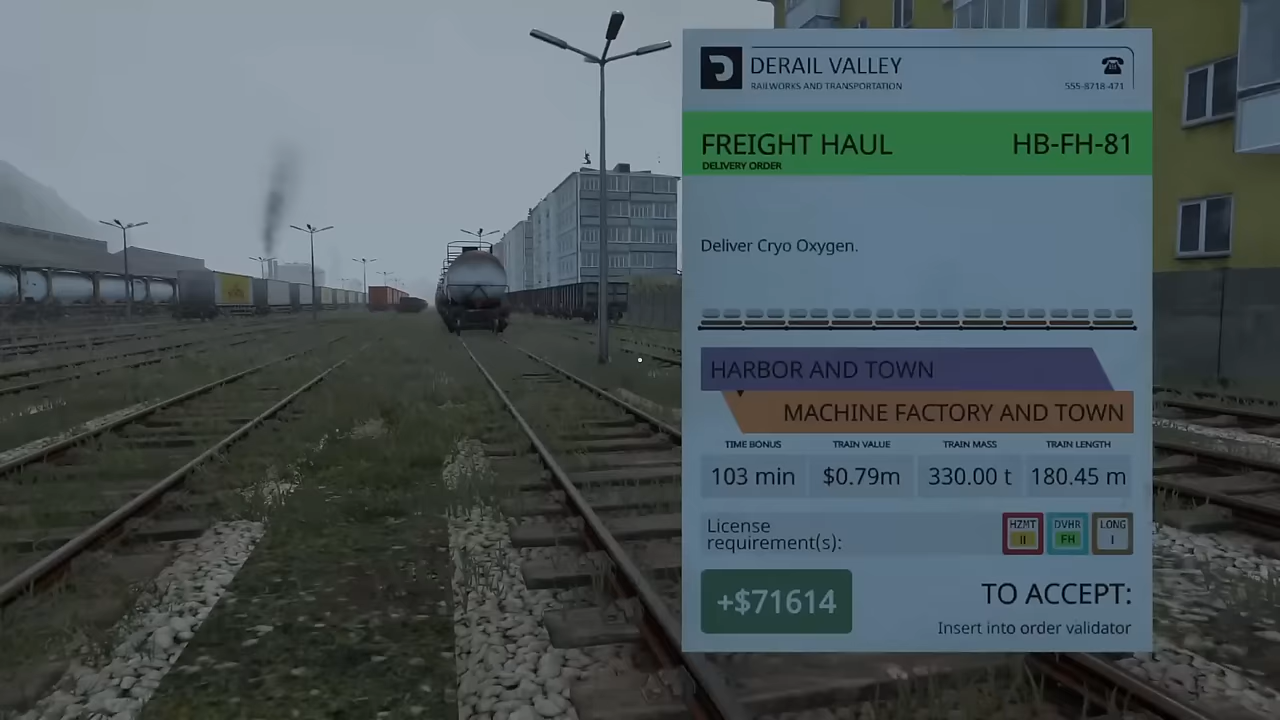 DERAIL VALLEY
RAILWORKS AND TRANSPORTATION
555-8718-471
FREIGHT HAUL
HB-FH-81
DELIVERY ORDER
Deliver Cryo Oxygen.
HARBOR AND TOWN
MACHINE FACTORY AND TOWN
TIME BONUS TRAIN VALUE TRAIN MASS TRAIN LENGTH
103 min $0.79m 330.00 t 180.45 m
License
requirement(s):
HZMT DVHR LONG
II FH I
+$71614
TO ACCEPT:
Insert into order validator